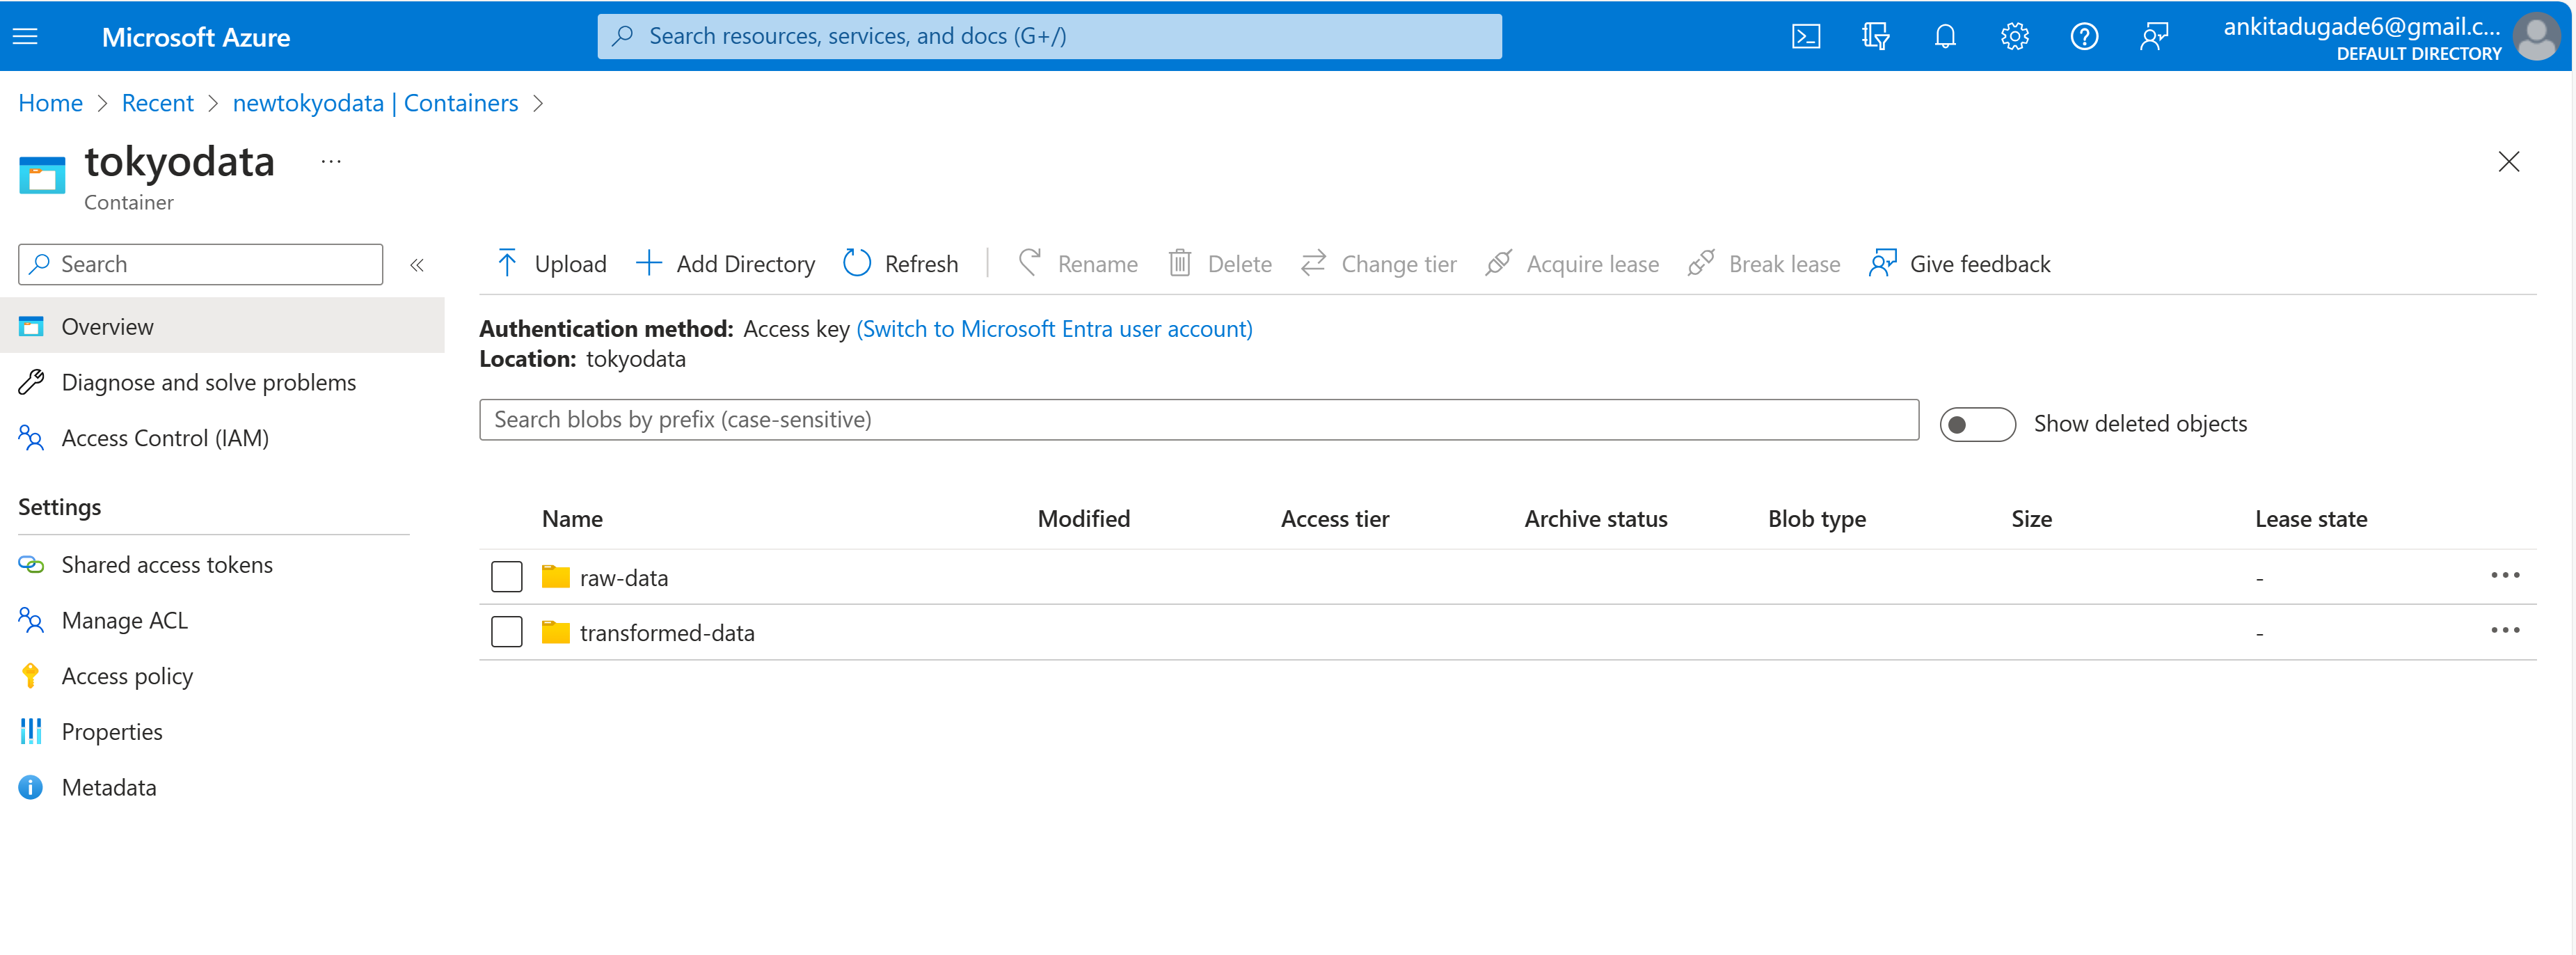 Microsoft Azure
Search resources, services, and docs (G+/)
ankitadugade6@gmail.c...
DEFAULT DIRECTORY
Home > Recent > newtokyodata | Containers >
tokyodata ...
Container
Search
«
Upload Add Directory Refresh Rename Delete Change tier Acquire lease Break lease Give feedback
Overview
Diagnose and solve problems
Access Control (IAM)
Settings
Shared access tokens
Manage ACL
Access policy
Properties
Metadata
Authentication method: Access key (Switch to Microsoft Entra user account)
Location: tokyodata
Search blobs by prefix (case-sensitive)
Show deleted objects
Name Modified Access tier Archive status Blob type Size Lease state
raw-data - ...
transformed-data - ...